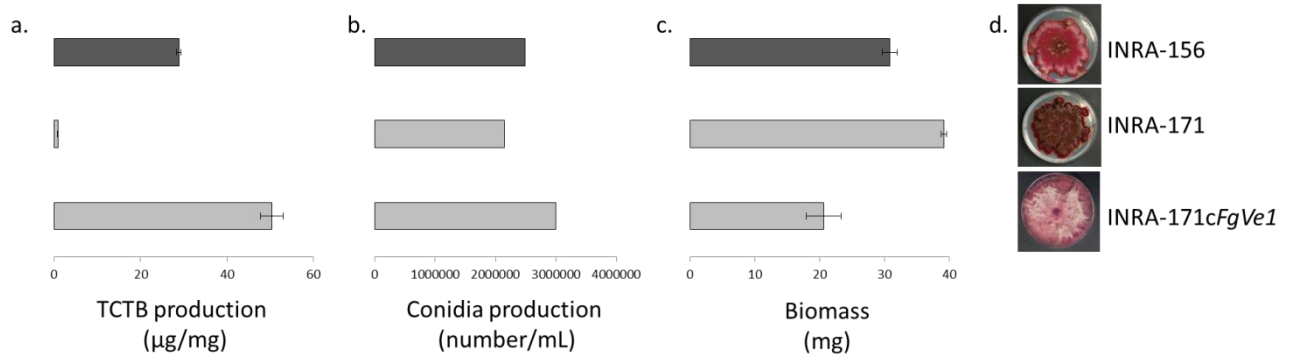 a.
b.
c.
d.
INRA-156
INRA-171
INRA-171cFgVe1
0 20 40 60
0 1000000 2000000 3000000 4000000
0 10 20 30 40
TCTB production
(µg/mg)
Conidia production
(number/mL)
Biomass
(mg)